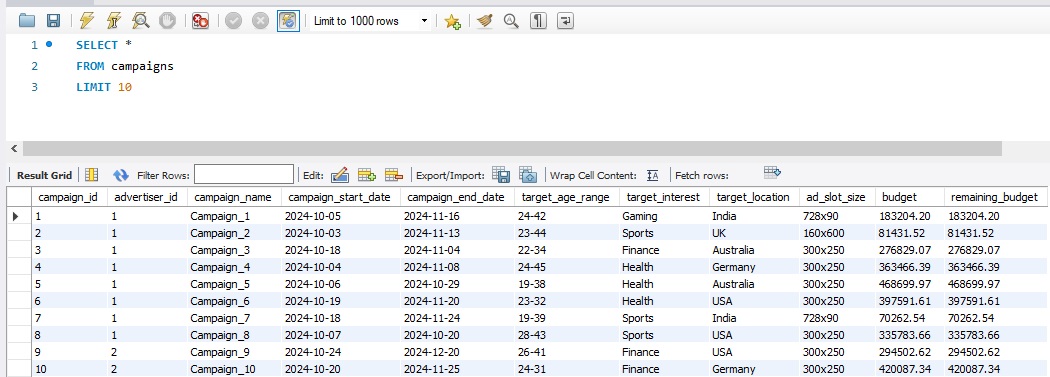 Limit to 1000 rows
1 SELECT *
2 FROM campaigns
3 LIMIT 10
Result Grid Filter Rows: Edit: Export/Import: Wrap Cell Content: IA Fetch rows:
campaign_id advertiser_id campaign_name campaign_start_date campaign_end_date target_age_range target_interest target_location ad_slot_size budget remaining_budget
1 1 Campaign_1 2024-10-05 2024-11-16 24-42 Gaming India 728x90 183204.20 183204.20
2 1 Campaign_2 2024-10-03 2024-11-13 23-44 Sports UK 160x600 81431.52 81431.52
3 1 Campaign_3 2024-10-18 2024-11-04 22-34 Finance Australia 300x250 276829.07 276829.07
4 1 Campaign_4 2024-10-04 2024-11-08 24-45 Health Germany 300x250 363466.39 363466.39
5 1 Campaign_5 2024-10-06 2024-10-29 19-38 Health Australia 300x250 468699.97 468699.97
6 1 Campaign_6 2024-10-19 2024-11-20 23-32 Health USA 300x250 397591.61 397591.61
7 1 Campaign_7 2024-10-18 2024-11-24 19-39 Sports India 728x90 70262.54 70262.54
8 1 Campaign_8 2024-10-07 2024-10-20 28-43 Sports USA 300x250 335783.66 335783.66
9 2 Campaign_9 2024-10-24 2024-12-20 26-41 Finance USA 300x250 294502.62 294502.62
10 2 Campaign_10 2024-10-20 2024-11-25 24-31 Finance Germany 300x250 420087.34 420087.34